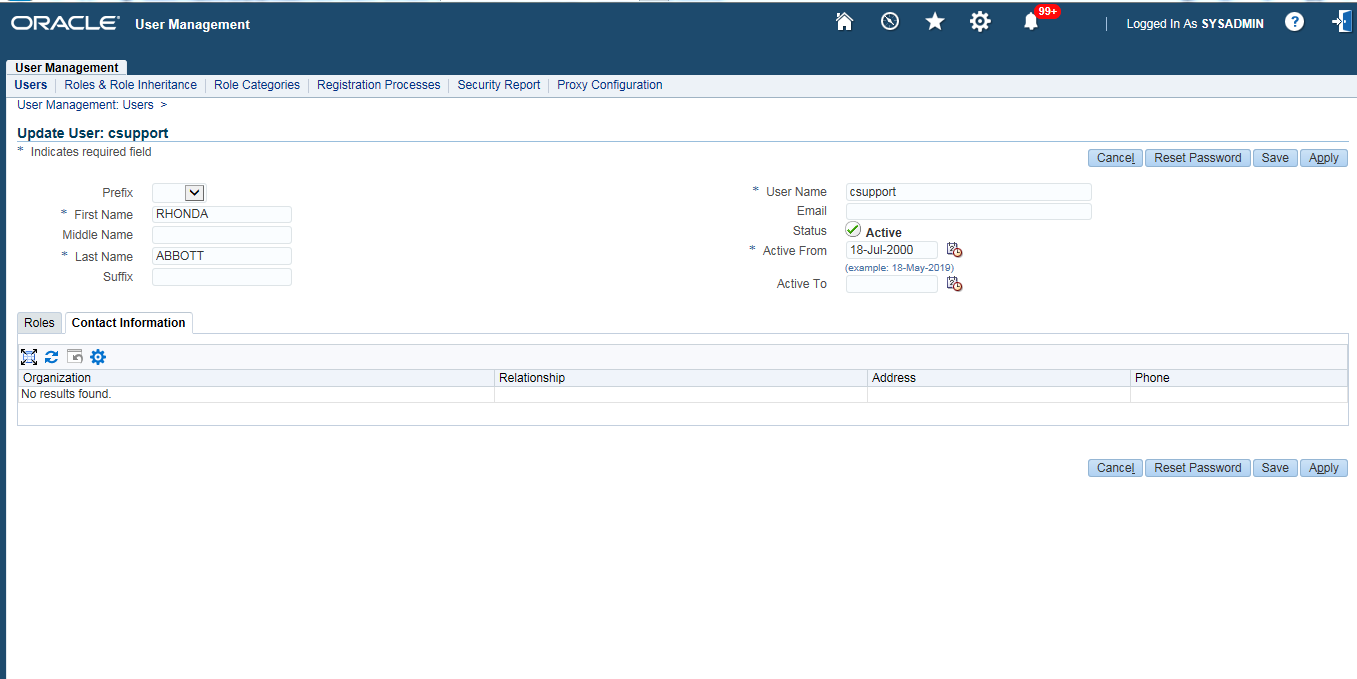 ORACLE User Management 99+ | Logged In As SYSADMIN ?
User Management
Users Roles & Role Inheritance Role Categories Registration Processes Security Report Proxy Configuration
User Management: Users >
Update User: csupport
* Indicates required field
Cancel Reset Password Save Apply
Prefix
* First Name RHONDA
Middle Name
* Last Name ABBOTT
Suffix
* User Name csupport
Email
Status Active
* Active From 18-Jul-2000
(example: 18-May-2019)
Active To
Roles Contact Information
Organization Relationship Address Phone
No results found.
Cancel Reset Password Save Apply